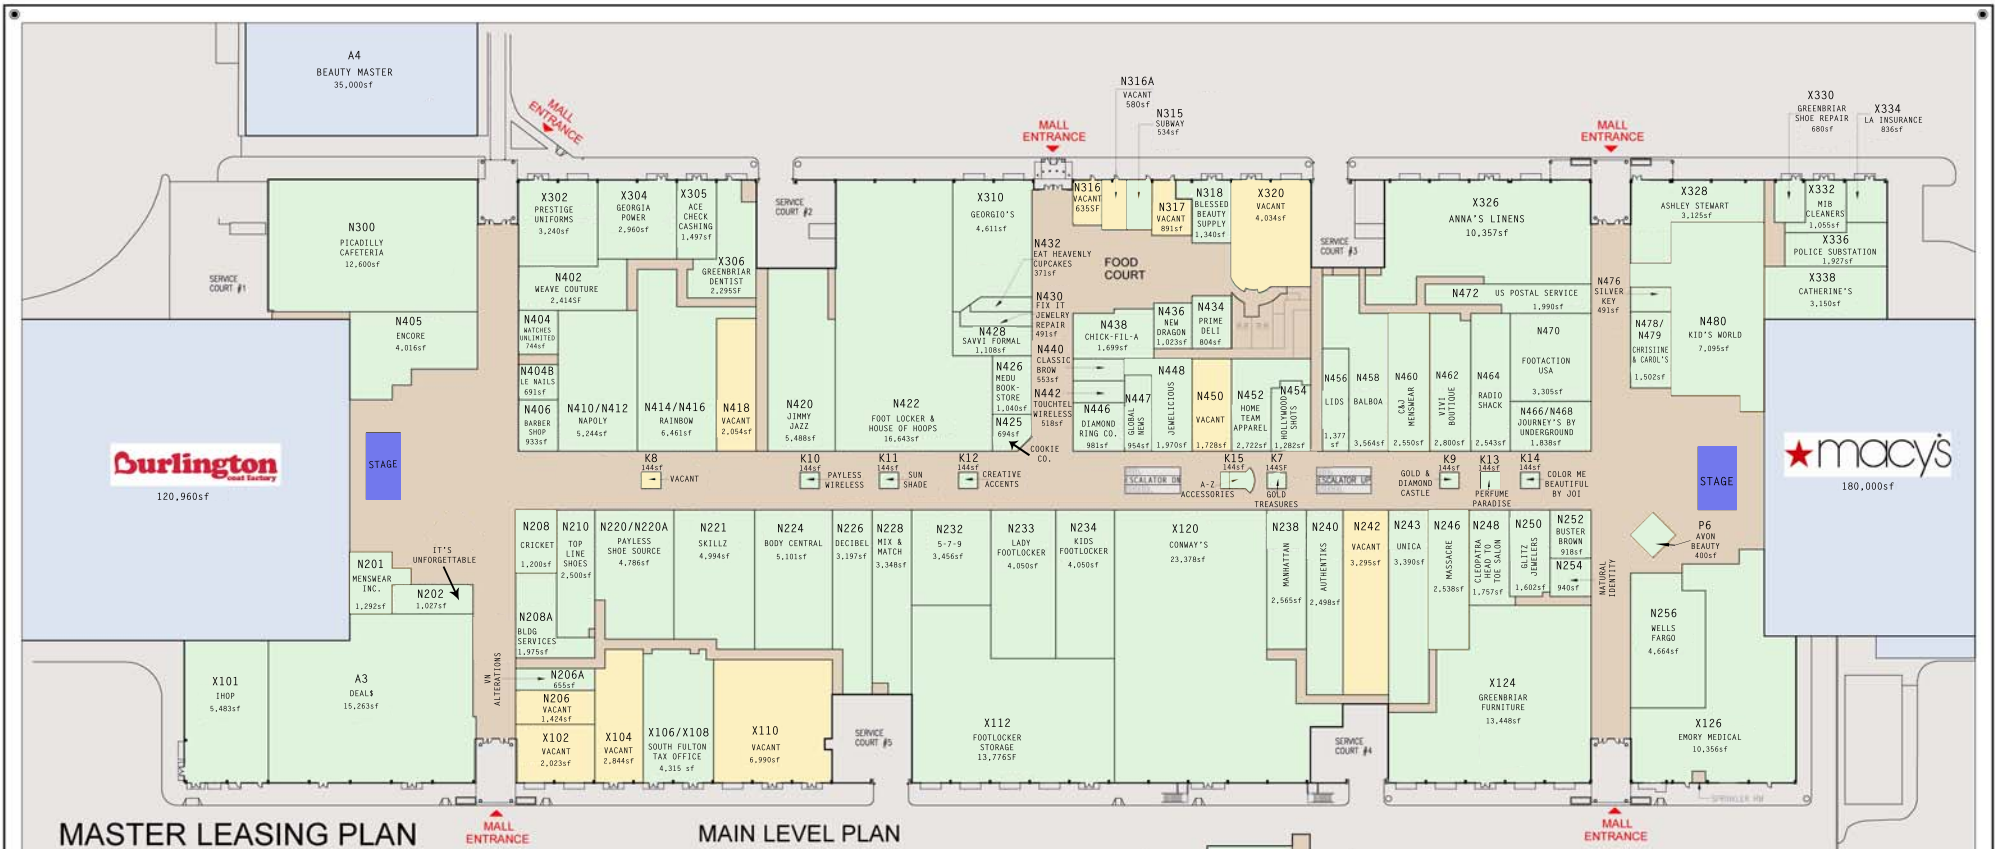 A4
BEAUTY MASTER
35,000sf
MALL
ENTRANCE
MALL
ENTRANCE
N316A
VACANT
580sf
N315
SUBWAY
534sf
MALL
ENTRANCE
X330
GREENBRIAR
SHOE REPAIR
680sf
X334
LA INSURANCE
836sf
N300
PICADILLY
CAFETERIA
12,600sf
SERVICE
COURT #1
X302
PRESTIGE
UNIFORMS
3,240sf
X304
GEORGIA
POWER
2,960sf
X305
ACE
CHECK
CASHING
1,497sf
X306
GREENBRIAR
DENTIST
2,295SF
SERVICE
COURT #2
X310
GEORGIO'S
4,611sf
N316
VACANT
635SF
N317
VACANT
891sf
N318
BLESSED
BEAUTY
SUPPLY
1,340sf
X320
VACANT
4,034sf
SERVICE
COURT #3
X326
ANNA'S LINENS
10,357sf
X328
ASHLEY STEWART
3,125sf
X332
MIB
CLEANERS
1,055sf
X336
POLICE SUBSTATION
1,927sf
X338
CATHERINE'S
3,150sf
N402
WEAVE COUTURE
2,414SF
N432
EAT HEAVENLY
CUPCAKES
371sf
FOOD
COURT
N430
FIX IT
JEWELRY
REPAIR
491sf
N472 US POSTAL SERVICE
1,990sf
N476
SILVER
KEY
491sf
N405
ENCORE
4,016sf
N404
WATCHES
UNLIMITED
744sf
N404B
LE NAILS
691sf
N406
BARBER
SHOP
933sf
N410/N412
NAPOLY
5,244sf
N414/N416
RAINBOW
6,461sf
N418
VACANT
2,054sf
N420
JIMMY
JAZZ
5,488sf
N422
FOOT LOCKER &
HOUSE OF HOOPS
16,643sf
N428
SAVVI FORMAL
1,108sf
N426
MEDU
BOOK-
STORE
1,040sf
N425
694sf
COOKIE
CO.
N440
CLASSIC
BROW
553sf
N442
TOUCHTEL
WIRELESS
518sf
N438
CHICK-FIL-A
1,699sf
N436
NEW
DRAGON
1,023sf
N434
PRIME
DELI
804sf
N446
DIAMOND
RING CO.
981sf
N447
GLOBAL
NEWS
954sf
N448
JEWELICIOUS
1,970sf
N450
VACANT
1,728sf
N452
HOME
TEAM
APPAREL
2,722sf
N454
HOLLYWOOD
SHOTS
1,282sf
N456
LIDS
1,377
sf
N458
BALBOA
3,564sf
N460
C&J
MENSWEAR
2,550sf
N462
VIVI
BOUTIQUE
2,800sf
N464
RADIO
SHACK
2,543sf
N470
FOOTACTION
USA
3,305sf
N466/N468
JOURNEY'S BY
UNDERGROUND
1,838sf
N478/
N479
CHRISTINE
& CAROL'S
1,502sf
N480
KID'S WORLD
7,095sf
Burlington
coat factory
120,960sf
STAGE
K8
144sf
VACANT
K10
144sf
PAYLESS
WIRELESS
K11
144sf
SUN
SHADE
K12
144sf
CREATIVE
ACCENTS
ESCALATOR DN
K15
144sf
A-Z
ACCESSORIES
K7
144SF
GOLD
TREASURES
ESCALATOR UP
GOLD &
DIAMOND
CASTLE
K9
144sf
K13
144sf
PERFUME
PARADISE
K14
144sf
COLOR ME
BEAUTIFUL
BY JOI
STAGE
macy's
180,000sf
P6
AVON
BEAUTY
400sf
IT'S
UNFORGETTABLE
N201
MENSWEAR
INC.
1,292sf
N202
1,027sf
N208
CRICKET
1,200sf
N210
TOP
LINE
SHOES
2,500sf
N220/N220A
PAYLESS
SHOE SOURCE
4,786sf
N221
SKILLZ
4,994sf
N224
BODY CENTRAL
5,101sf
N226
DECIBEL
3,197sf
N228
MIX &
MATCH
3,348sf
N232
5-7-9
3,456sf
N233
LADY
FOOTLOCKER
4,050sf
N234
KIDS
FOOTLOCKER
4,050sf
X120
CONWAY'S
23,378sf
N238
MANHATTAN
2,565sf
N240
AUTHENTIKS
2,498sf
N242
VACANT
3,295sf
N243
UNICA
3,390sf
N246
MASSACRE
2,538sf
N248
CLEOPATRA
HEAD TO
TOE SALON
1,757sf
N250
GLITZ
JEWELERS
1,602sf
N252
BUSTER
BROWN
918sf
N254
940sf
NATURAL
IDENTITY
N256
WELLS
FARGO
4,664sf
N208A
BLDG
SERVICES
1,975sf
VN
ALTERATIONS
N206A
655sf
N206
VACANT
1,424sf
X101
IHOP
5,483sf
A3
DEAL$
15,263sf
X102
VACANT
2,023sf
X104
VACANT
2,844sf
X106/X108
SOUTH FULTON
TAX OFFICE
4,315 sf
X110
VACANT
6,990sf
SERVICE
COURT #5
X112
FOOTLOCKER
STORAGE
13,776SF
SERVICE
COURT #4
X124
GREENBRIAR
FURNITURE
13,448sf
X126
EMORY MEDICAL
10,356sf
SPRINKLER RM
MASTER LEASING PLAN
MALL
ENTRANCE
MAIN LEVEL PLAN
MALL
ENTRANCE